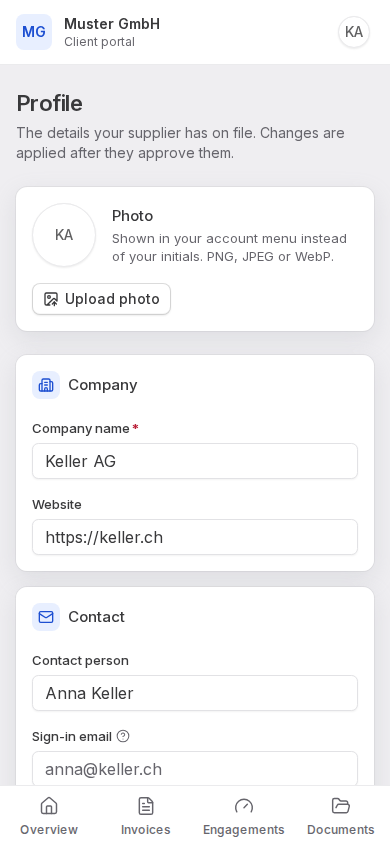 MG
Muster GmbH
Client portal
KA
Profile
The details your supplier has on file. Changes are
applied after they approve them.
KA
Photo
Shown in your account menu instead
of your initials. PNG, JPEG or WebP.
Upload photo
Company
Company name*
Keller AG
Website
https://keller.ch
Contact
Contact person
Anna Keller
Sign-in email
anna@keller.ch
Overview
Invoices
Engagements
Documents